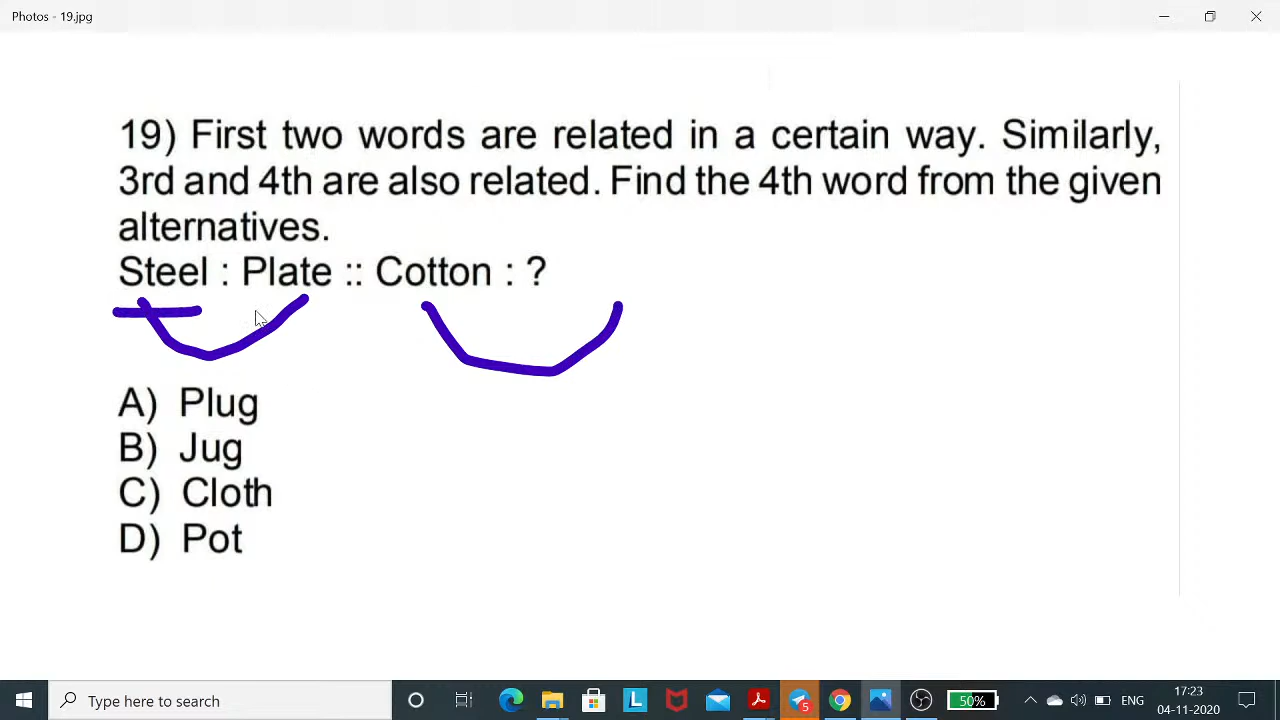 Photos - 19.jpg
19) First two words are related in a certain way. Similarly,
3rd and 4th are also related. Find the 4th word from the given
alternatives.
Steel : Plate :: Cotton : ?
A) Plug
B) Jug
C) Cloth
D) Pot
Type here to search
L
5
50%
ENG
17:23
04-11-2020